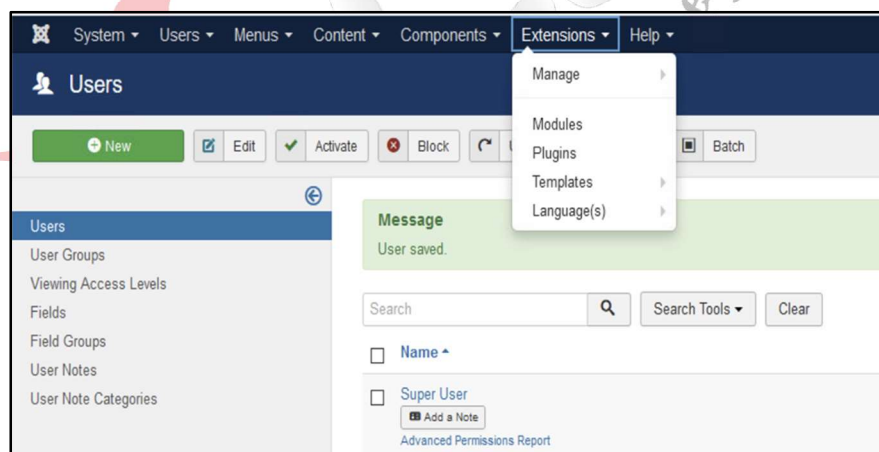 System Users Menus Content Components Extensions Help
Users
Manage
Modules
Plugins
Templates
Language(s)
New Edit Activate Block Batch
Users
User Groups
Viewing Access Levels
Fields
Field Groups
User Notes
User Note Categories
Message
User saved.
Search Search Tools Clear
Name
Super User
Add a Note
Advanced Permissions Report